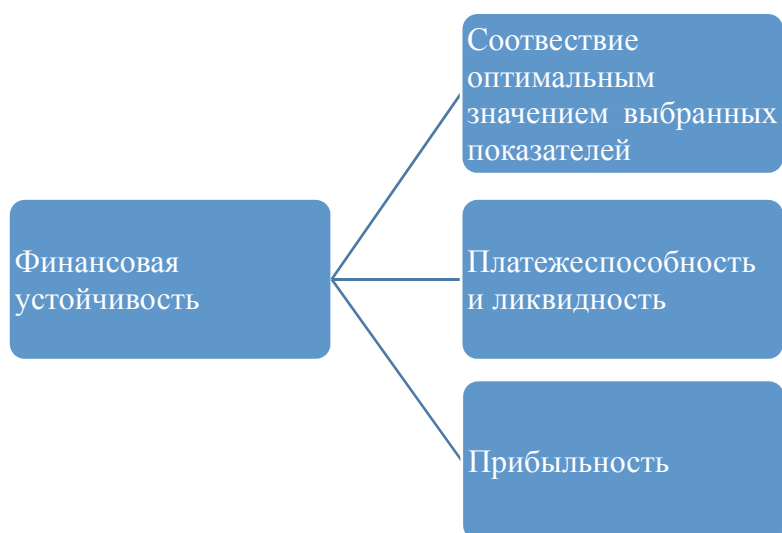 Соотвествие
оптимальным
значением выбранных
показателей
Финансовая
устойчивость
Платежеспособность
и ликвидность
Прибыльность